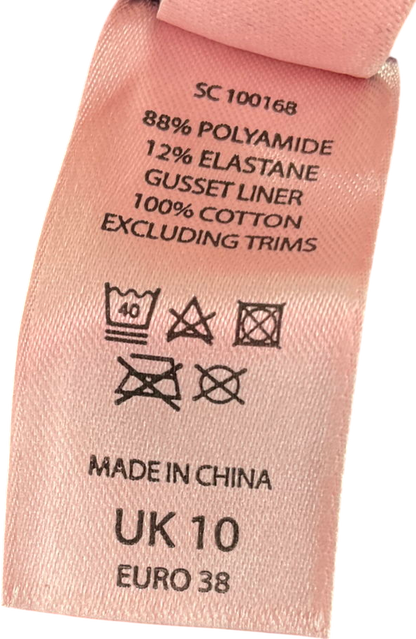 SC 100168
88% POLYAMIDE
12% ELASTANE
GUSSET LINER
100% COTTON
EXCLUDING TRIMS
40
MADE IN CHINA
UK 10
EURO 38